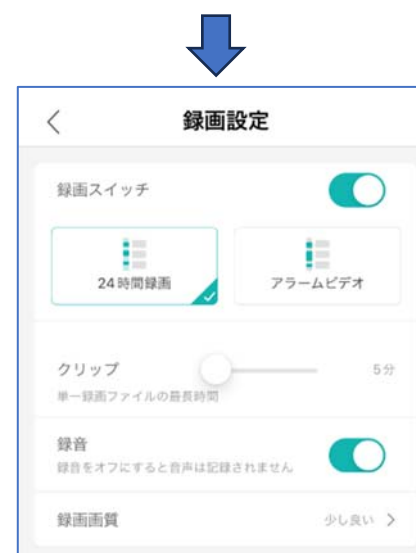 録画設定
録画スイッチ
24時間録画
アラームビデオ
クリップ
5分
単一録画ファイルの最長時間
録音
録音をオフにすると音声は記録されません
録画画質
少し良い